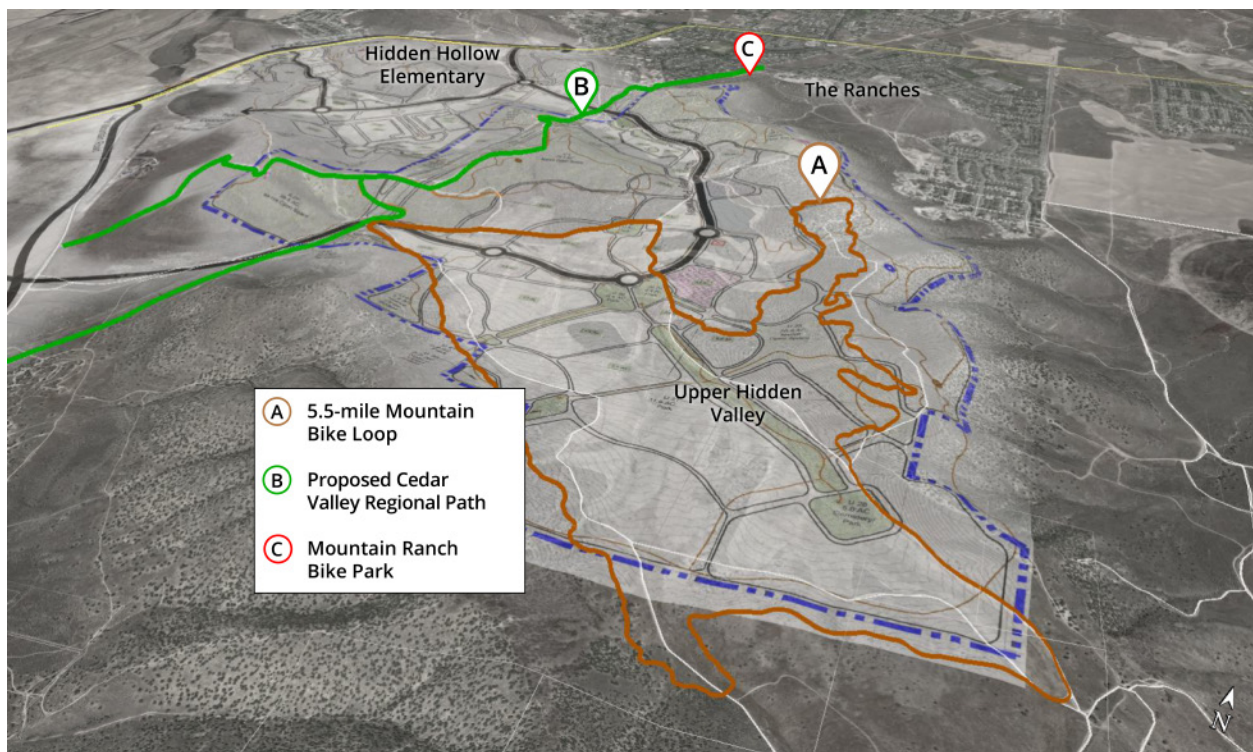 Hidden Hollow
Elementary
C
B
The Ranches
A
Upper Hidden
Valley
A 5.5-mile Mountain
Bike Loop
B Proposed Cedar
Valley Regional Path
C Mountain Ranch
Bike Park
N